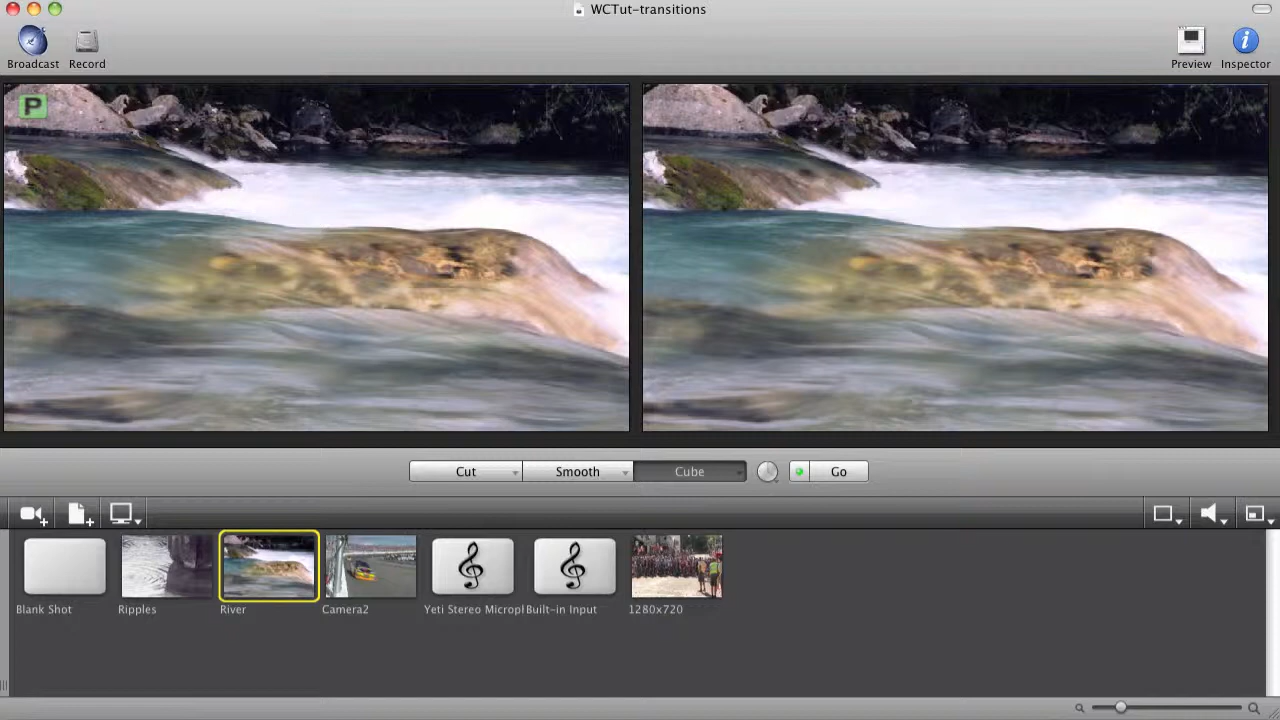 WCTut-transitions
Broadcast
Record
Preview
Inspector
P
Cut
Smooth
Cube
Go
Blank Shot
Ripples
River
Camera2
Yeti Stereo Micropl
Built-in Input
1280x720